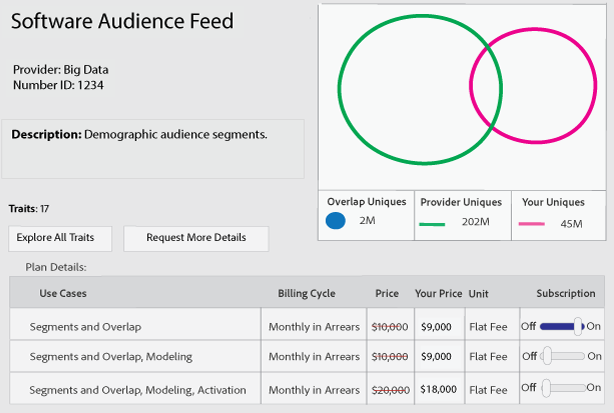 Software Audience Feed
Provider: Big Data
Number ID: 1234
Description: Demographic audience segments.
Traits: 17
Explore All Traits
Request More Details
Overlap Uniques
Provider Uniques
Your Uniques
2M
202M
45M
Plan Details:
Use Cases Billing Cycle Price Your Price Unit Subscription
Segments and Overlap Monthly in Arrears $10,000 $9,000 Flat Fee Off On
Segments and Overlap, Modeling Monthly in Arrears $10,000 $9,000 Flat Fee Off On
Segments and Overlap, Modeling, Activation Monthly in Arrears $20,000 $18,000 Flat Fee Off On